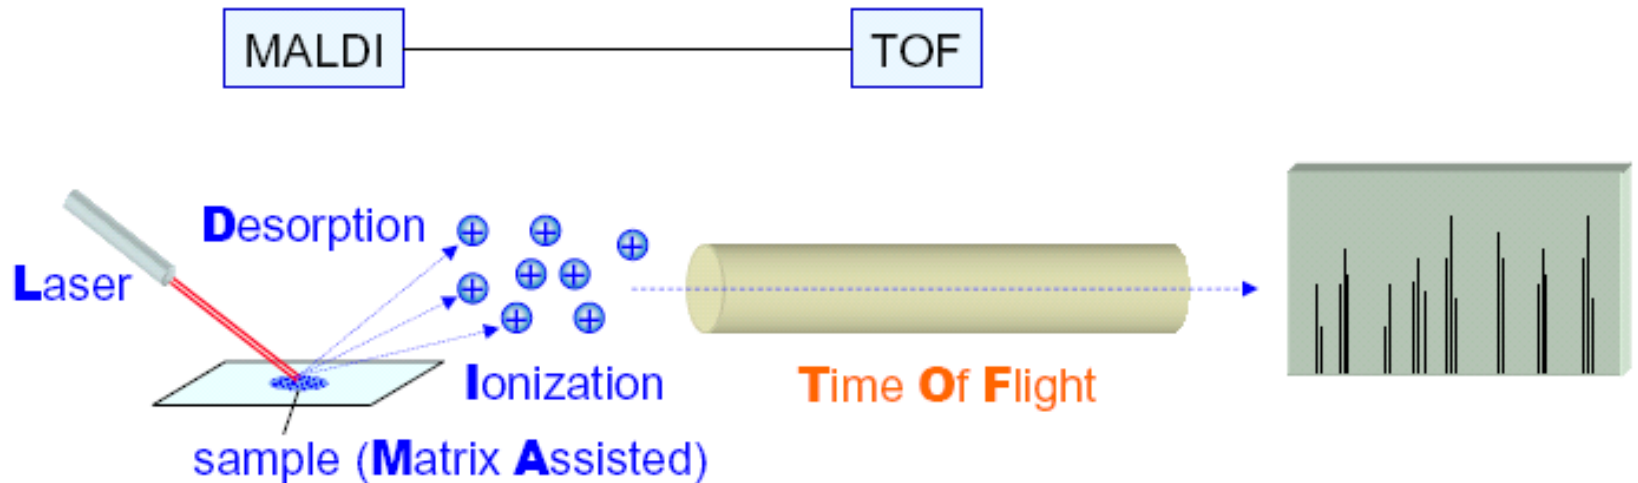 MALDI
TOF
Desorption
Laser
Ionization
Time Of Flight
sample (Matrix Assisted)